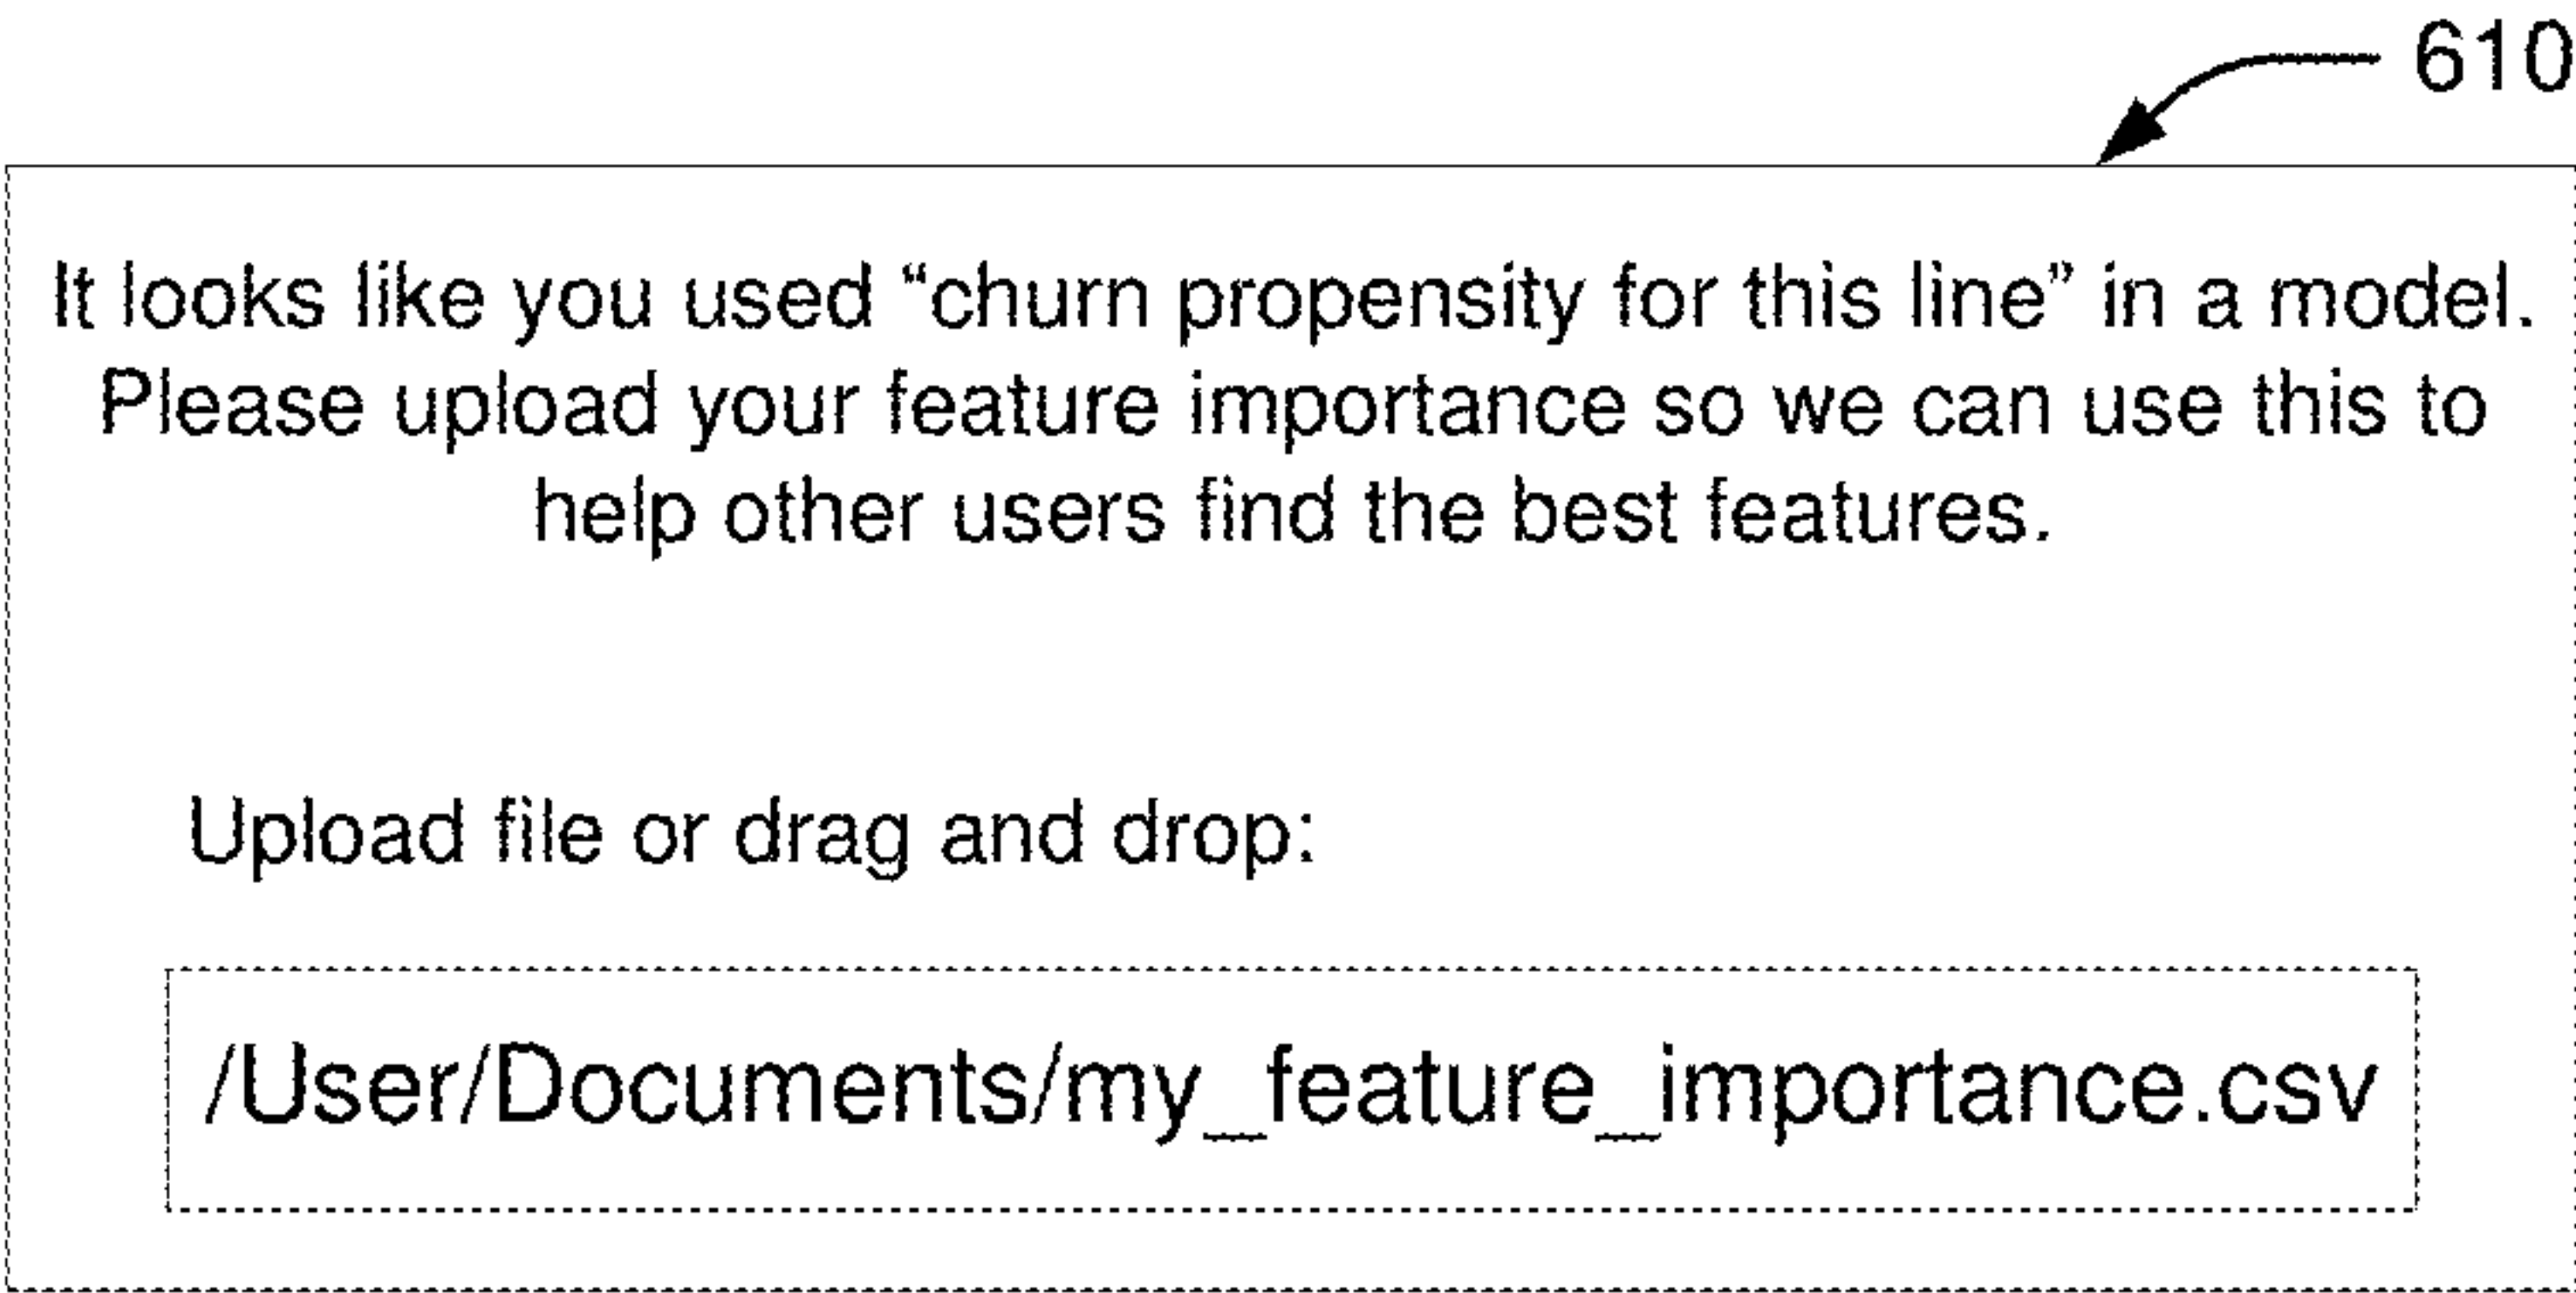 610
It looks like you used “churn propensity for this line” in a model.
Please upload your feature importance so we can use this to
help other users find the best features.
Upload file or drag and drop:
/User/Documents/my_feature_importance.csv